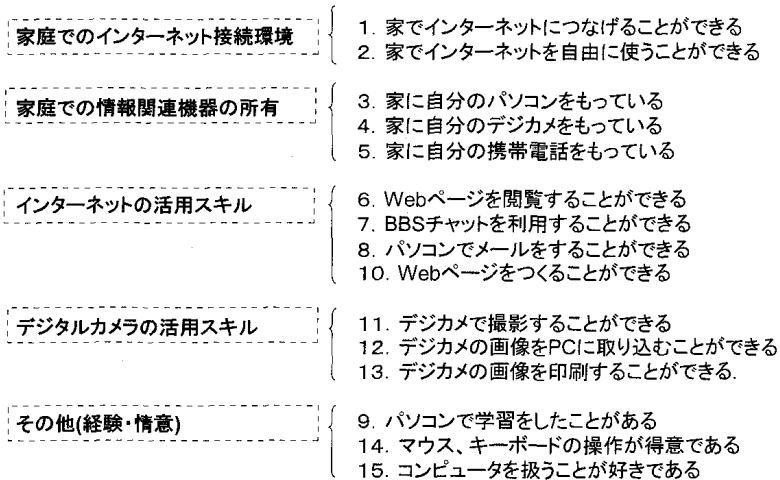 家庭でのインターネット接続環境
1. 家でインターネットにつなげることができる
2. 家でインターネットを自由に使うことができる
家庭での情報関連機器の所有
3. 家に自分のパソコンをもっている
4. 家に自分のデジカメをもっている
5. 家に自分の携帯電話をもっている
インターネットの活用スキル
6. Webページを閲覧することができる
7. BBSチャットを利用することができる
8. パソコンでメールをすることができる
10. Webページをつくることができる
デジタルカメラの活用スキル
11. デジカメで撮影することができる
12. デジカメの画像をPCに取り込むことができる
13. デジカメの画像を印刷することができる.
その他(経験・情意)
9. パソコンで学習をしたことがある
14. マウス、キーボードの操作が得意である
15. コンピュータを扱うことが好きである